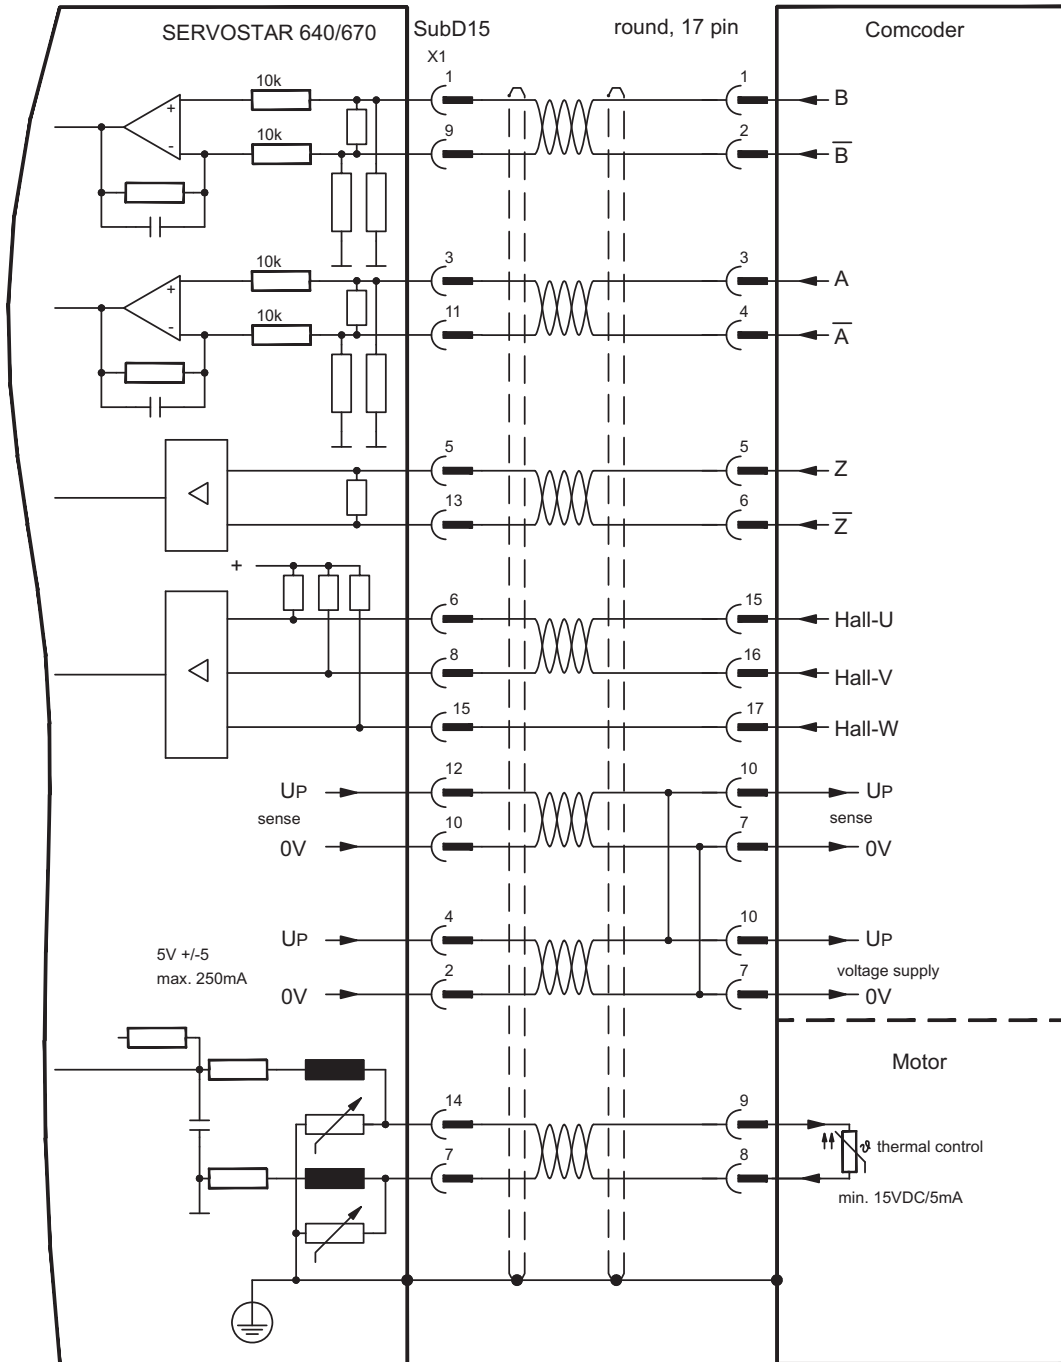 SERVOSTAR 640/670
SubD15
round, 17 pin
Comcoder
X1
10k
+
1
1
B
10k
-
9
2
B̅
10k
+
3
3
A
10k
-
11
4
A̅
5
5
Z
13
6
Z̅
+
6
15
Hall-U
8
16
Hall-V
15
17
Hall-W
UP
12
10
UP
sense
sense
0V
10
7
0V
UP
4
10
UP
5V +/-5
max. 250mA
voltage supply
0V
2
7
0V
Motor
14
9
ϑ thermal control
7
8
min. 15VDC/5mA